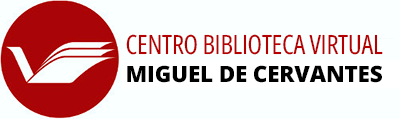 CENTRO BIBLIOTECA VIRTUAL
MIGUEL DE CERVANTES